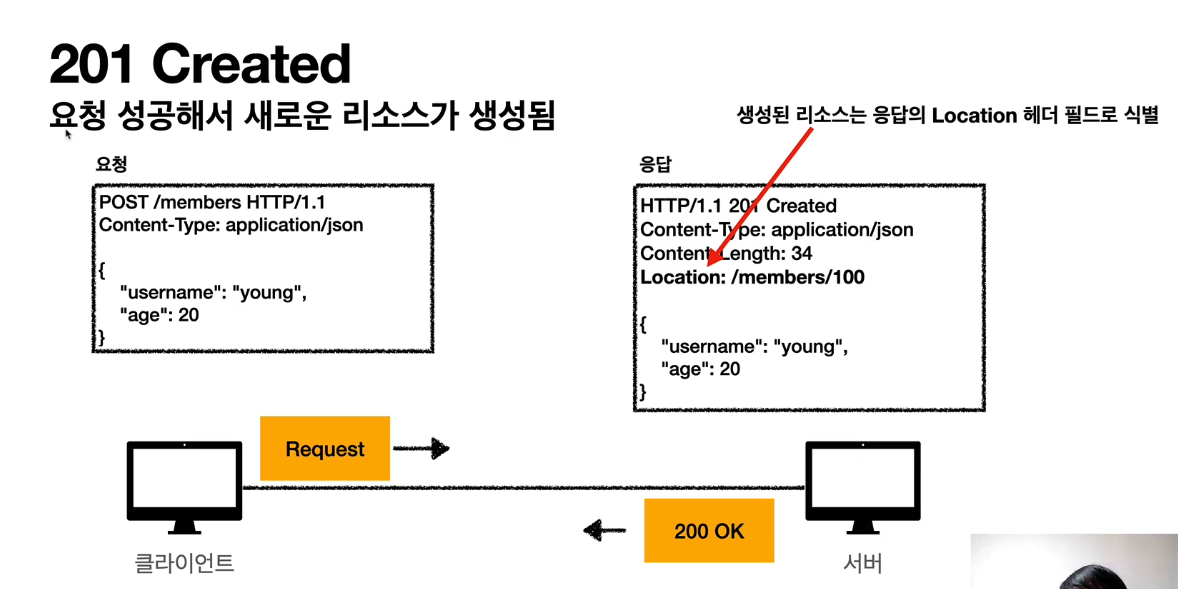 201 Created
요청 성공해서 새로운 리소스가 생성됨
생성된 리소스는 응답의 Location 헤더 필드로 식별
요청
POST /members HTTP/1.1
Content-Type: application/json
{
"username": "young",
"age": 20
}
응답
HTTP/1.1 201 Created
Content-Type: application/json
Content-Length: 34
Location: /members/100
{
"username": "young",
"age": 20
}
Request
200 OK
클라이언트
서버